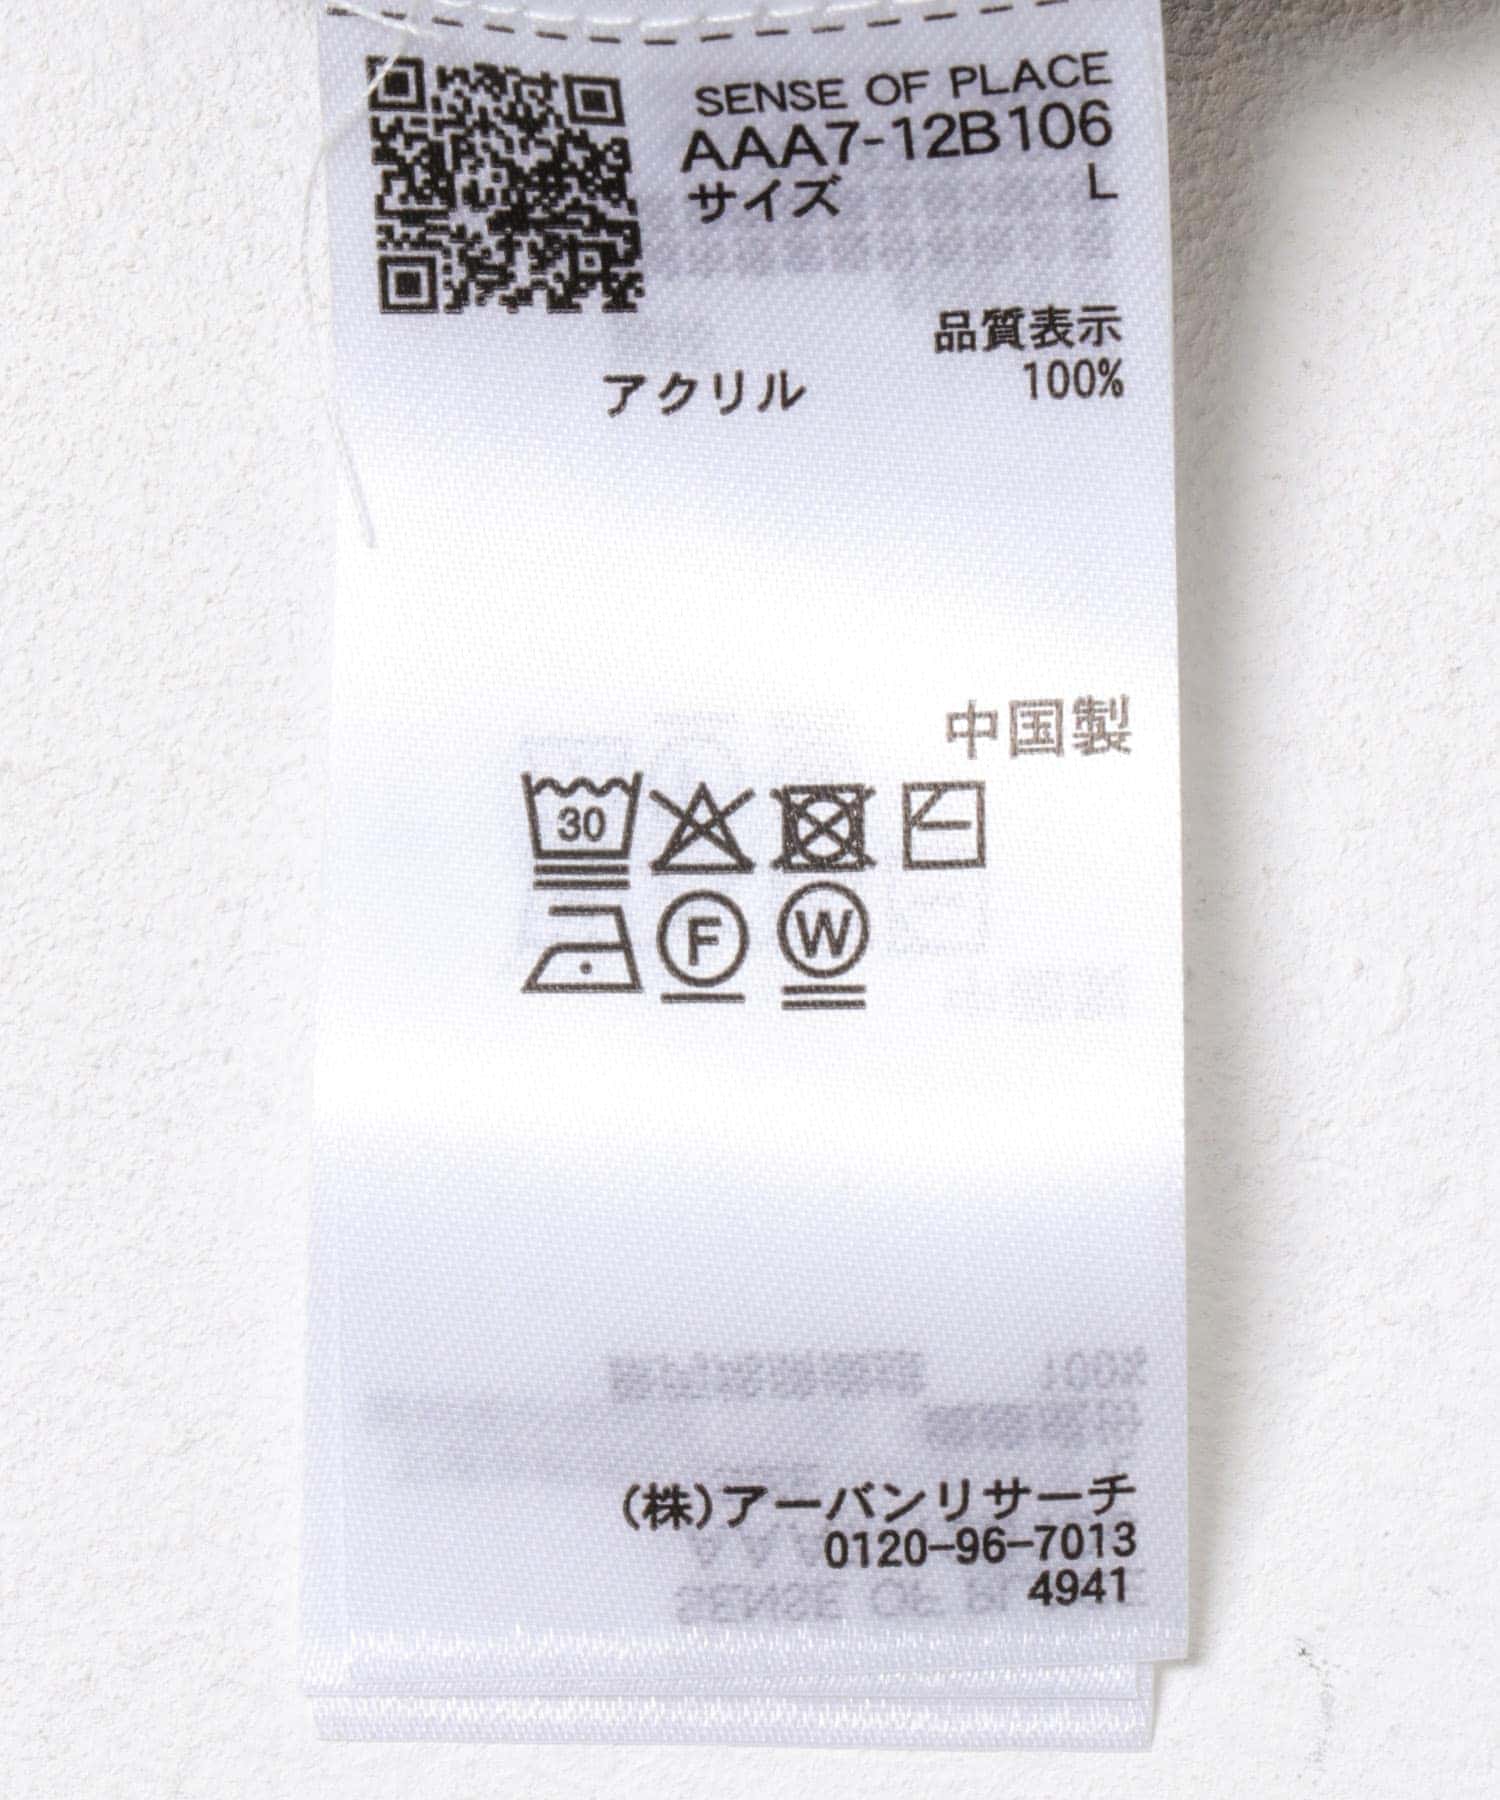 SENSE OF PLACE
AAA7-12B106
サイズ L
品質表示
アクリル 100%
中国製
30
F W
(株)アーバンリサーチ
0120-96-7013
4941